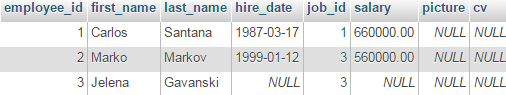 employee_id first_name last_name hire_date job_id salary picture cv
1 Carlos Santana 1987-03-17 1 660000.00 NULL NULL
2 Marko Markov 1999-01-12 3 560000.00 NULL NULL
3 Jelena Gavanski NULL 3 NULL NULL NULL